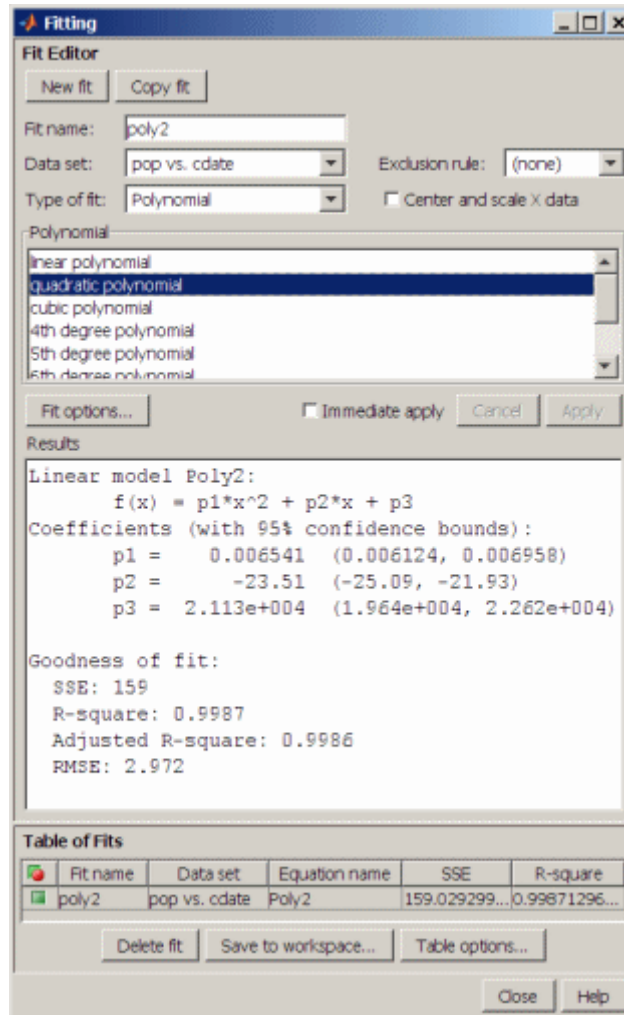 Fitting
Fit Editor
New fit Copy fit
Fit name: poly2
Data set: pop vs. cdate Exclusion rule: (none)
Type of fit: Polynomial Center and scale X data
Polynomial
linear polynomial
quadratic polynomial
cubic polynomial
4th degree polynomial
5th degree polynomial
6th degree polynomial
Fit options... Immediate apply Cancel Apply
Results
Linear model Poly2:
f(x) = p1*x^2 + p2*x + p3
Coefficients (with 95% confidence bounds):
p1 = 0.006541 (0.006124, 0.006958)
p2 = -23.51 (-25.09, -21.93)
p3 = 2.113e+004 (1.964e+004, 2.262e+004)
Goodness of fit:
SSE: 159
R-square: 0.9987
Adjusted R-square: 0.9986
RMSE: 2.972
Table of Fits
Fit name Data set Equation name SSE R-square
poly2 pop vs. cdate Poly2 159.029299... 0.99871296...
Delete fit Save to workspace... Table options...
Close Help